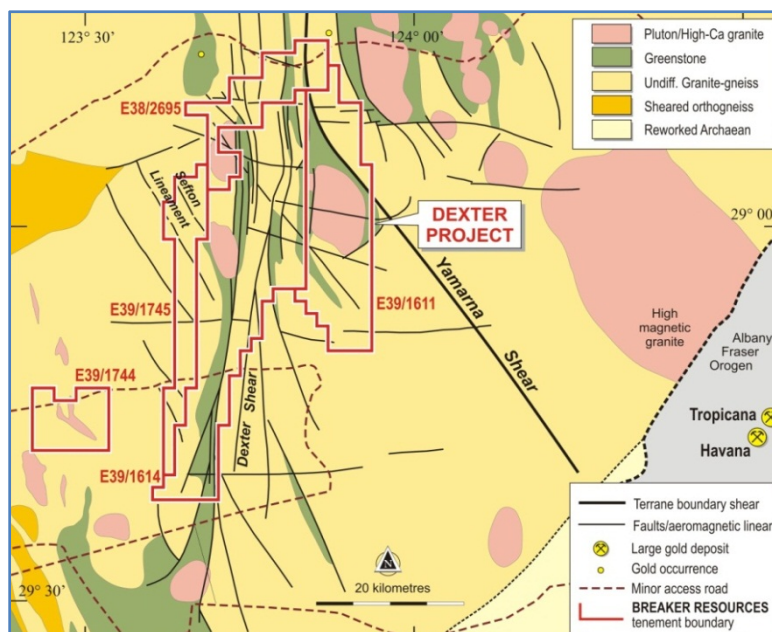 123° 30'
124° 00'
Pluton/High-Ca granite
Greenstone
Undiff. Granite-gneiss
Sheared orthogneiss
Reworked Archaean
E38/2695
Sefton
Lineament
DEXTER
PROJECT
29° 00'
Yamarna
Shear
E39/1745
E39/1611
High
magnetic
granite
Albany
Fraser
Orogen
E39/1744
Dexter Shear
Tropicana
Havana
E39/1614
N
20 kilometres
29° 30'
Terrane boundary shear
Faults/aeromagnetic linear
Large gold deposit
Gold occurrence
Minor access road
BREAKER RESOURCES
tenement boundary